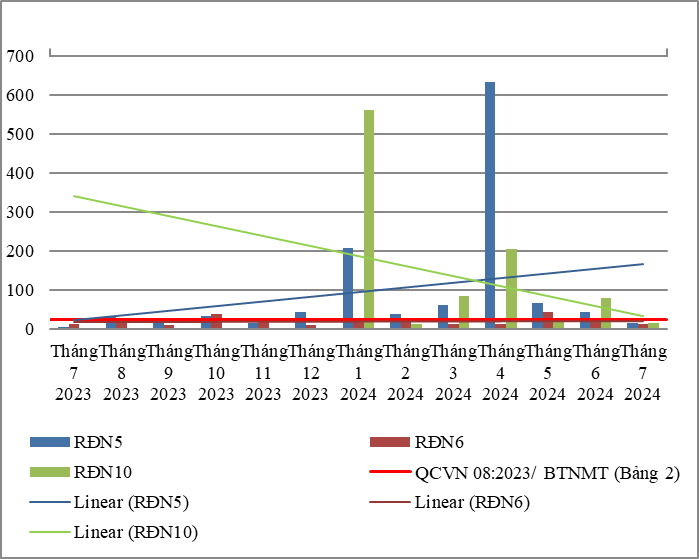 700
600
500
400
300
200
100
0
Tháng Tháng Tháng Tháng Tháng Tháng Tháng Tháng Tháng Tháng Tháng Tháng Tháng
7 8 9 10 11 12 1 2 3 4 5 6 7
2023 2023 2023 2023 2023 2023 2024 2024 2024 2024 2024 2024 2024
RĐN5 RĐN6
RĐN10 QCVN 08:2023/ BTNMT (Bảng 2)
Linear (RĐN5) Linear (RĐN6)
Linear (RĐN10)